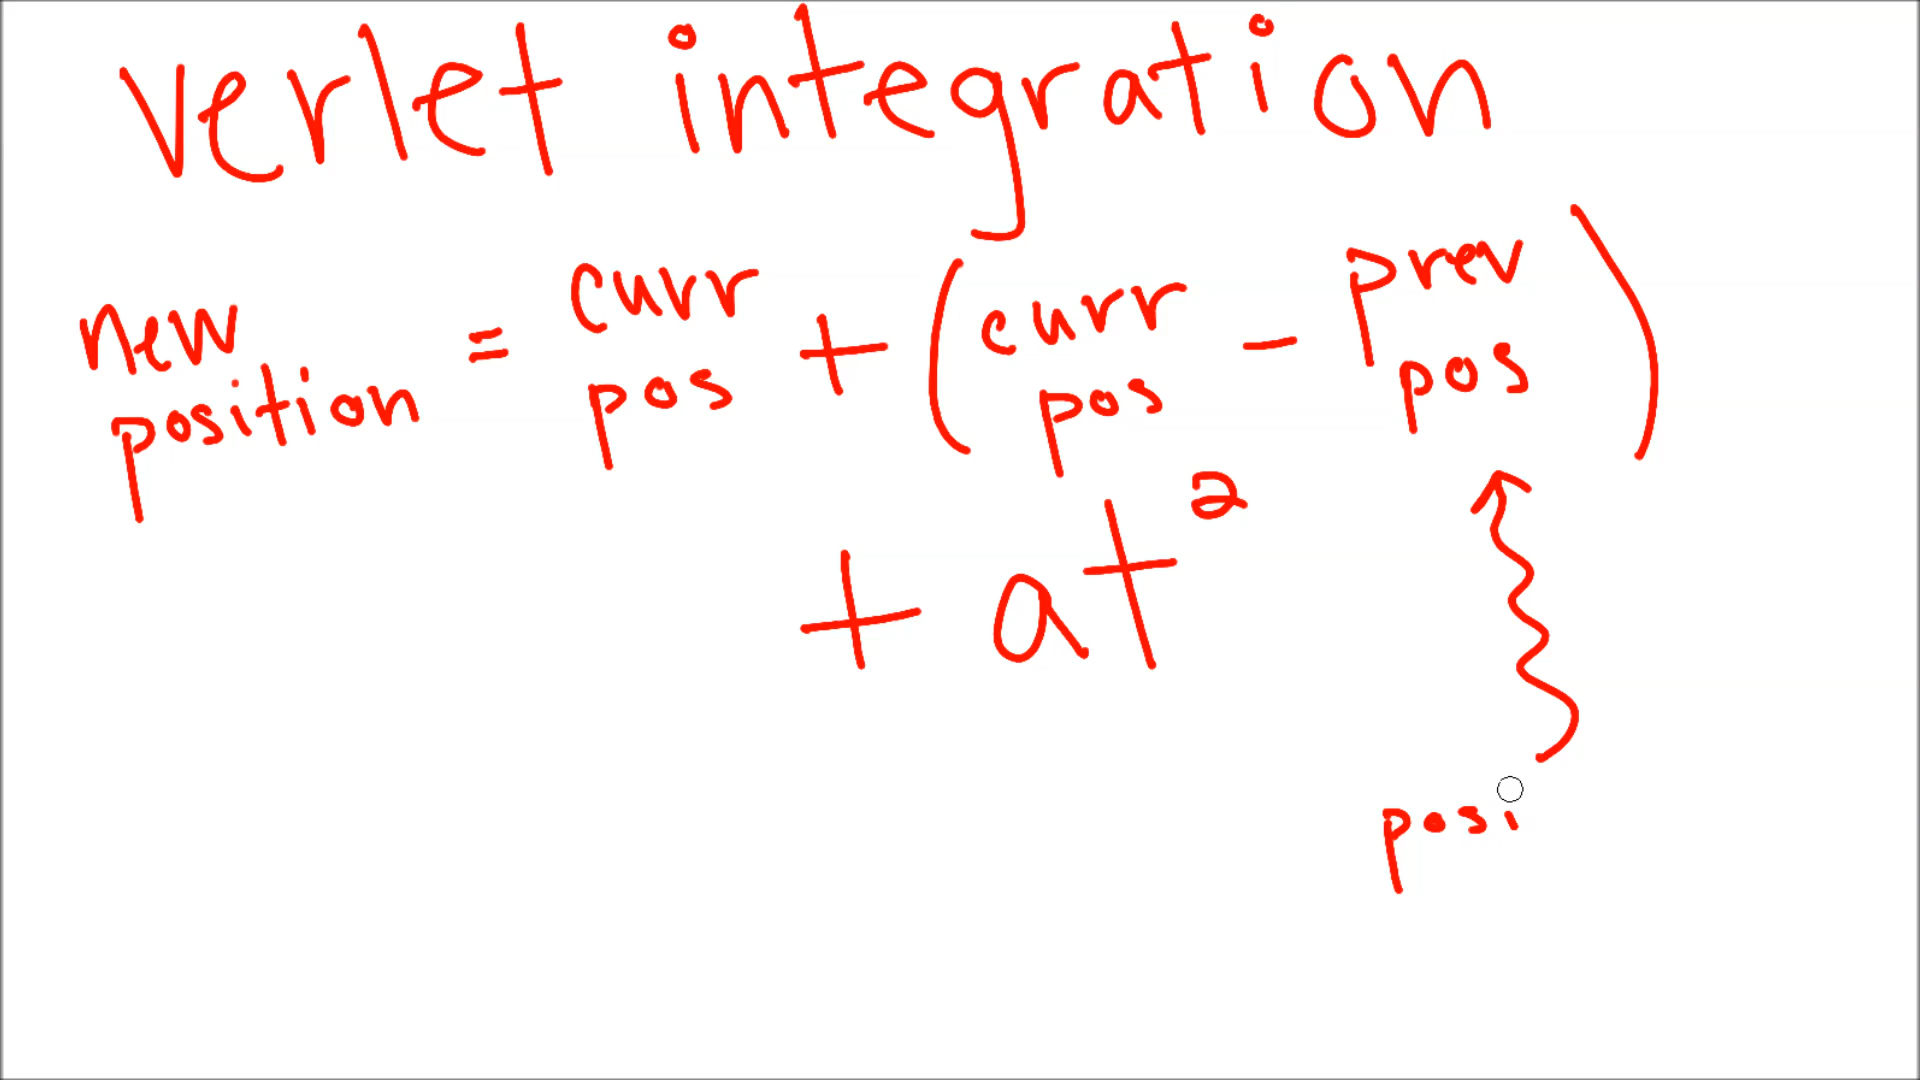 verlet integration
new position = curr pos + (curr pos - prev pos)
+ at²
posi